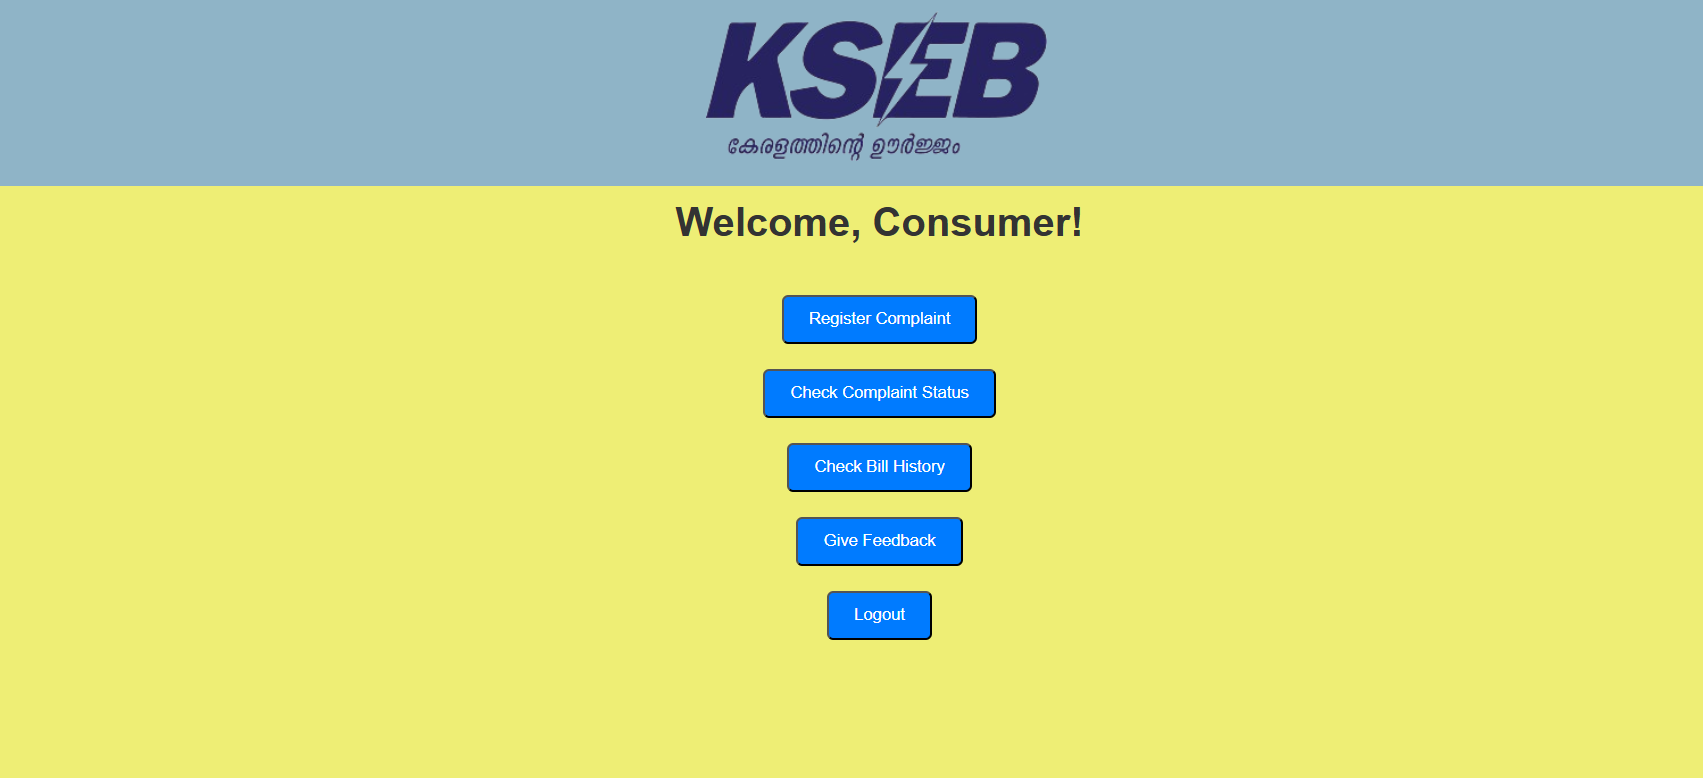 KSEB
കേരളത്തിന്റെ ഊർജ്ജം
Welcome, Consumer!
Register Complaint
Check Complaint Status
Check Bill History
Give Feedback
Logout